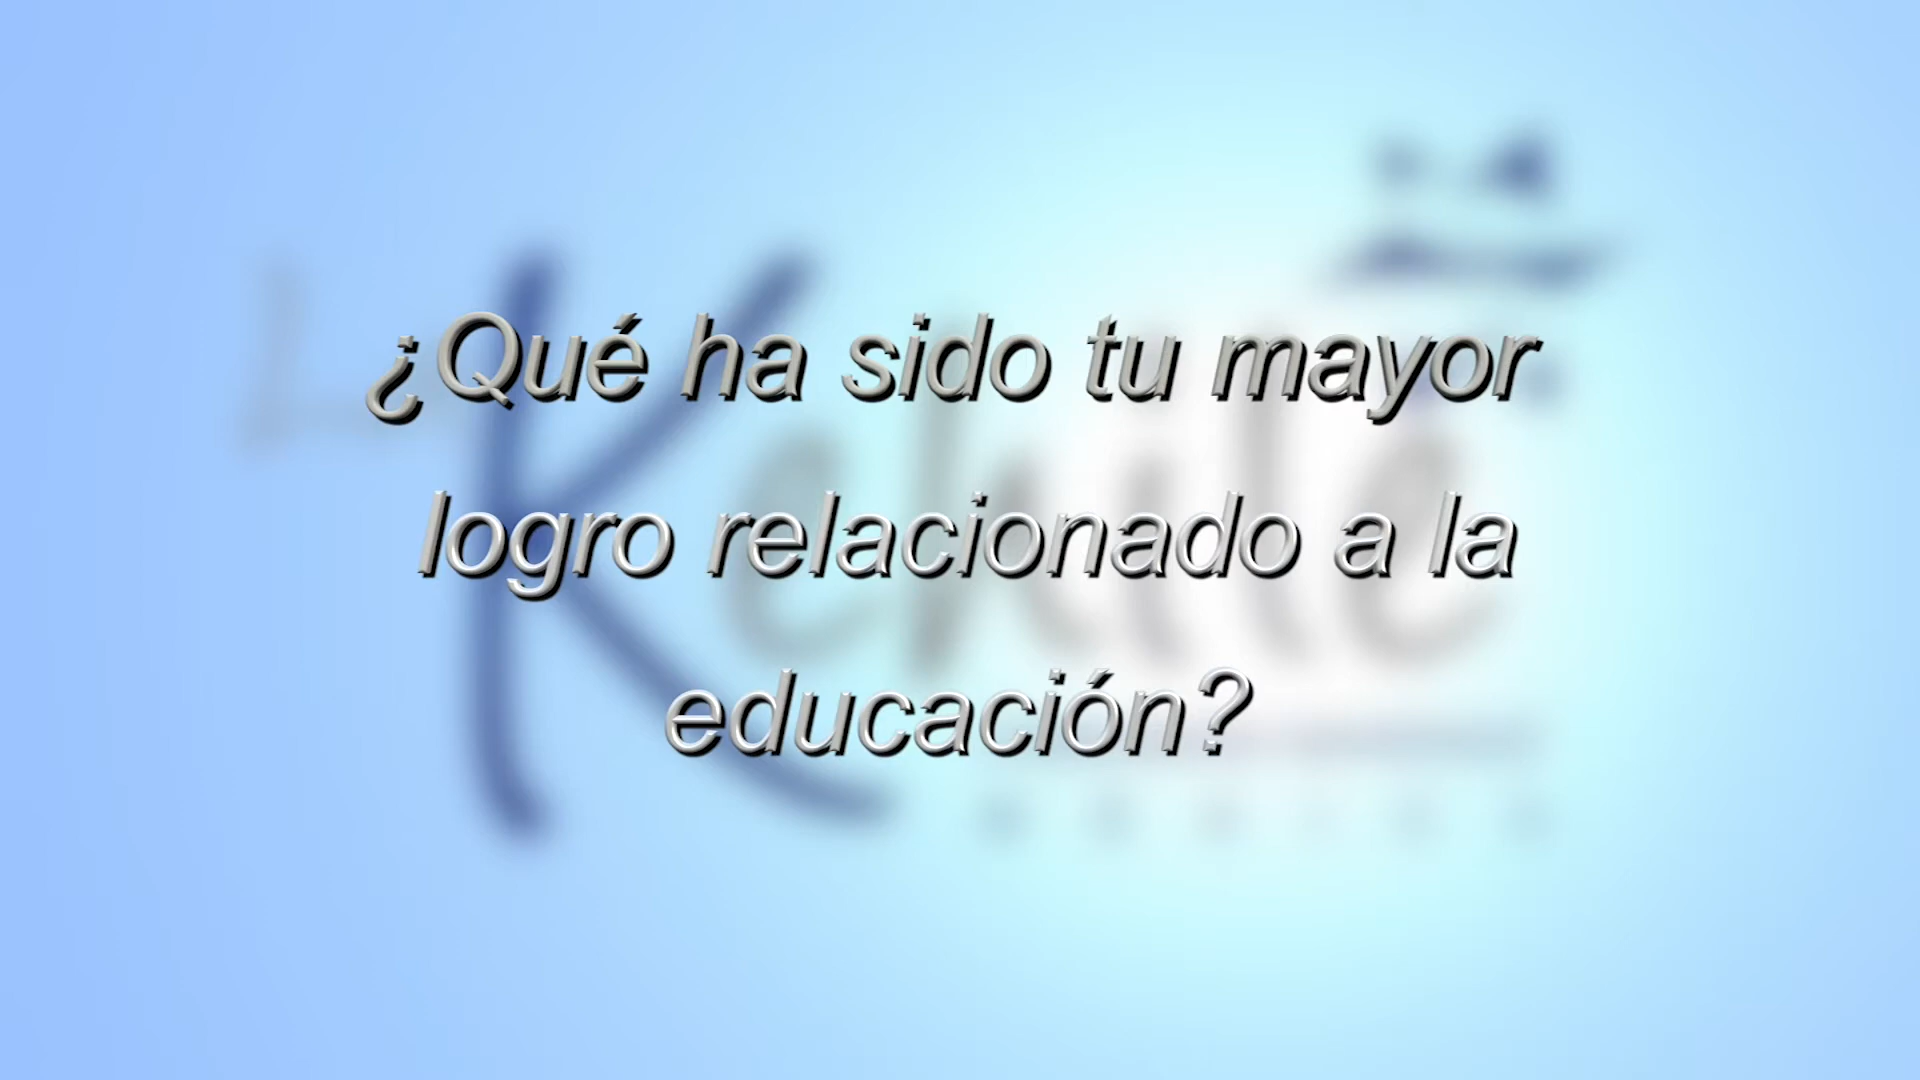 ¿Qué ha sido tu mayor
logro relacionado a la
educación?